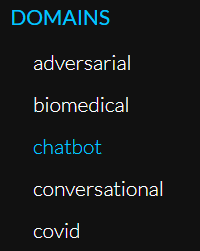 DOMAINS
adversarial
biomedical
chatbot
conversational
covid